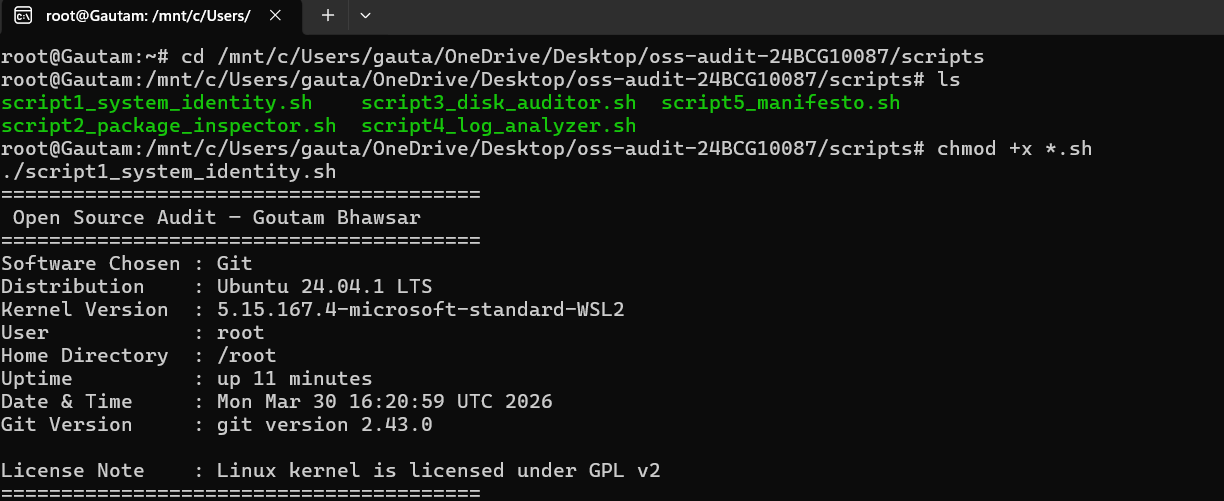 root@Gautam: /mnt/c/Users/
root@Gautam:~# cd /mnt/c/Users/gauta/OneDrive/Desktop/oss-audit-24BCG10087/scripts
root@Gautam:/mnt/c/Users/gauta/OneDrive/Desktop/oss-audit-24BCG10087/scripts# ls
script1_system_identity.sh    script3_disk_auditor.sh  script5_manifesto.sh
script2_package_inspector.sh  script4_log_analyzer.sh
root@Gautam:/mnt/c/Users/gauta/OneDrive/Desktop/oss-audit-24BCG10087/scripts# chmod +x *.sh
./script1_system_identity.sh
========================================
 Open Source Audit — Goutam Bhawsar
========================================
Software Chosen : Git
Distribution    : Ubuntu 24.04.1 LTS
Kernel Version  : 5.15.167.4-microsoft-standard-WSL2
User            : root
Home Directory  : /root
Uptime          : up 11 minutes
Date & Time     : Mon Mar 30 16:20:59 UTC 2026
Git Version     : git version 2.43.0
License Note    : Linux kernel is licensed under GPL v2
========================================